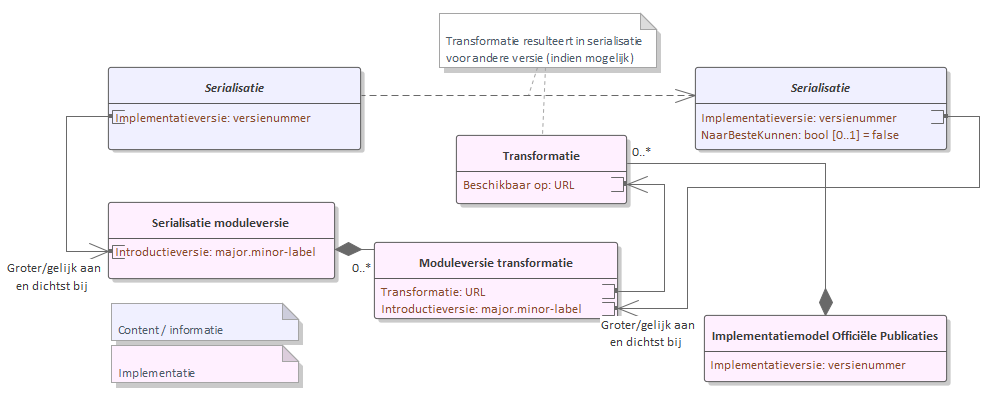 Transformatie resulteert in serialisatie
voor andere versie (indien mogelijk)
Serialisatie
Implementatieversie: versienummer
Serialisatie
Implementatieversie: versienummer
NaarBesteKunnen: bool [0..1] = false
Transformatie
Beschikbaar op: URL
0..*
Serialisatie moduleversie
Introductieversie: major.minor-label
0..*
Groter/gelijk aan
en dichtst bij
Moduleversie transformatie
Transformatie: URL
Introductieversie: major.minor-label
Groter/gelijk aan
en dichtst bij
Implementatiemodel Officiële Publicaties
Implementatieversie: versienummer
Content / informatie
Implementatie